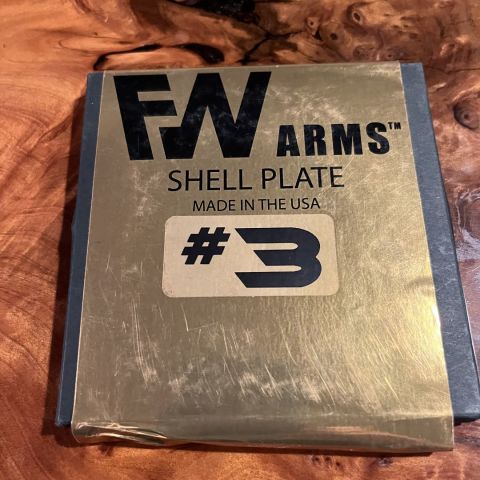 FW ARMS™
SHELL PLATE
MADE IN THE USA
#3